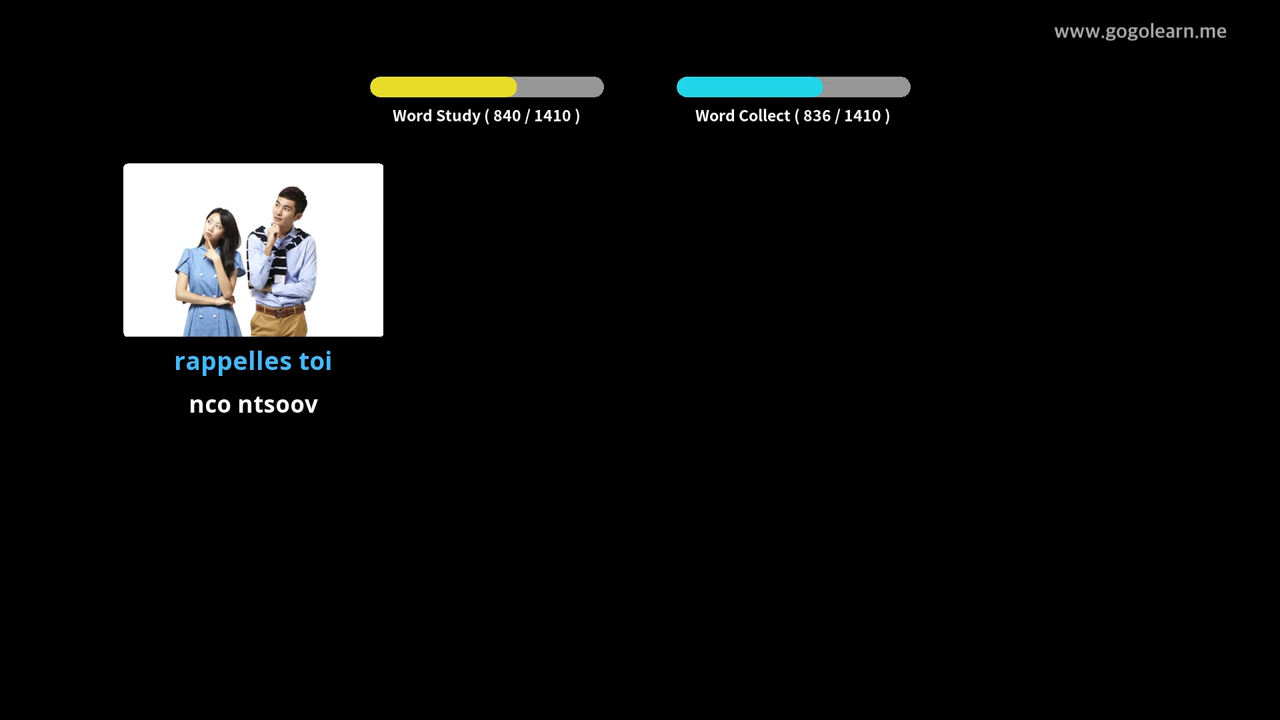 www.gogolearn.me
Word Study ( 840 / 1410 )
Word Collect ( 836 / 1410 )
rappelles toi
nco ntsoov